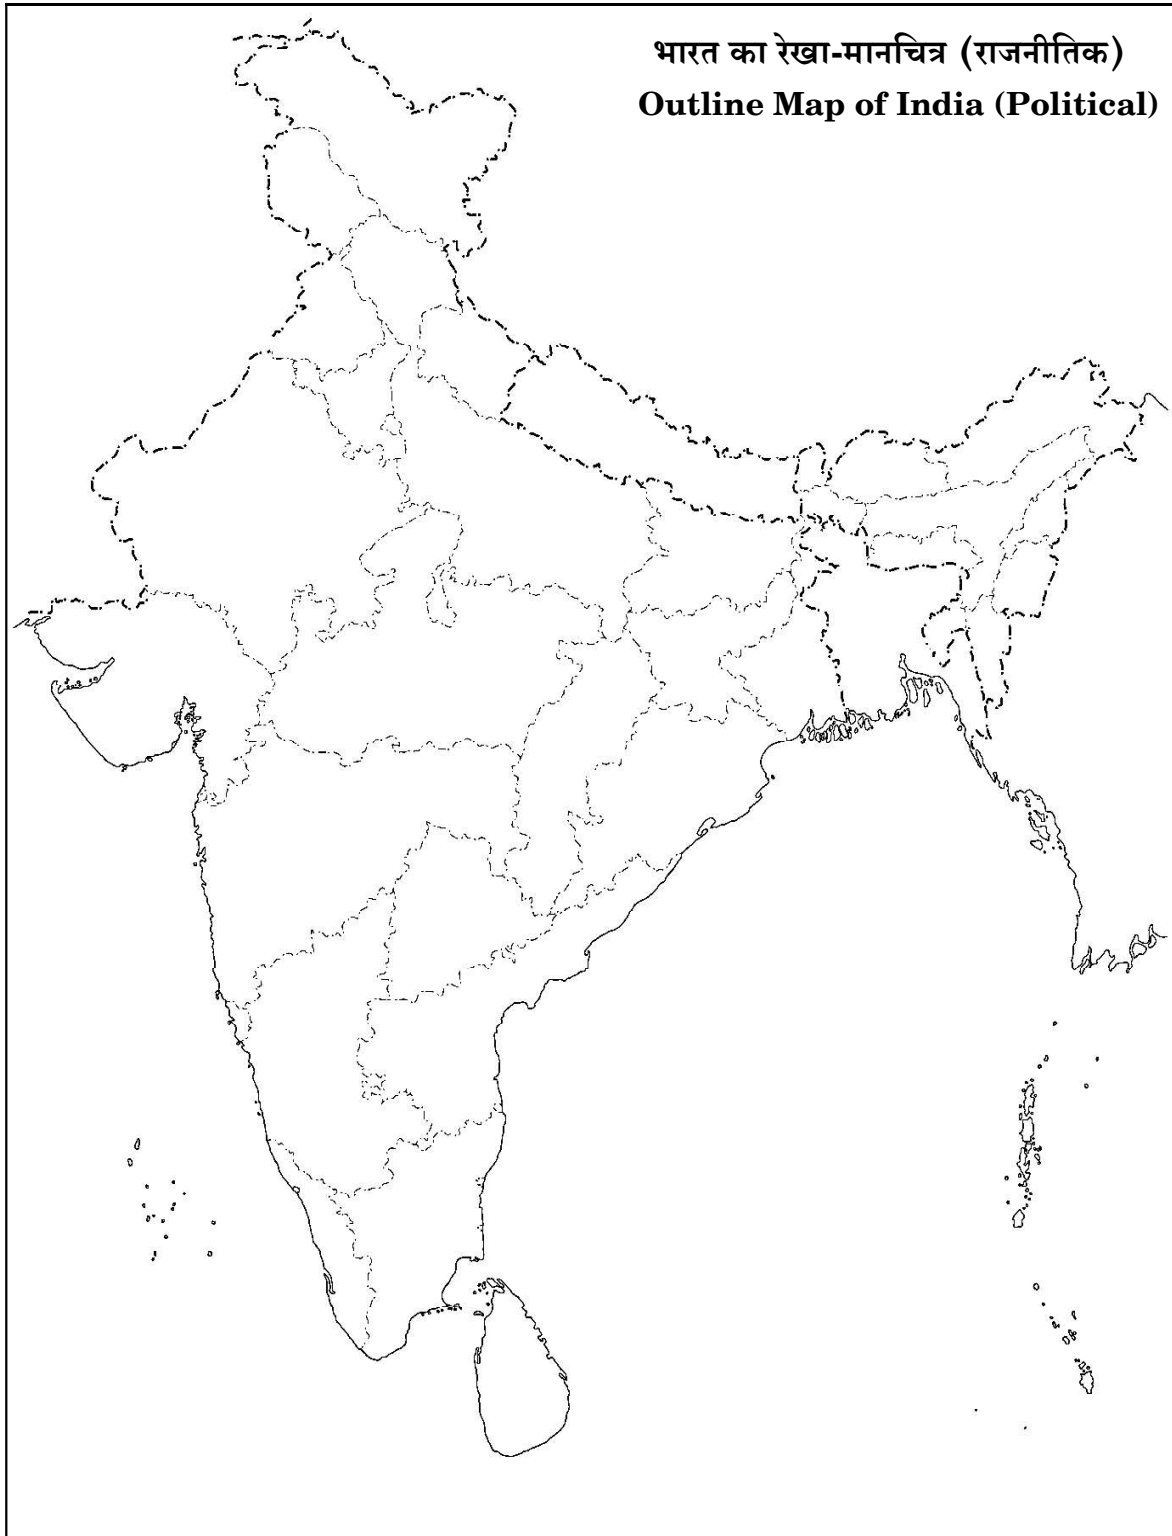 भारत का रेखा-मानचित्र (राजनीतिक)
Outline Map of India (Political)